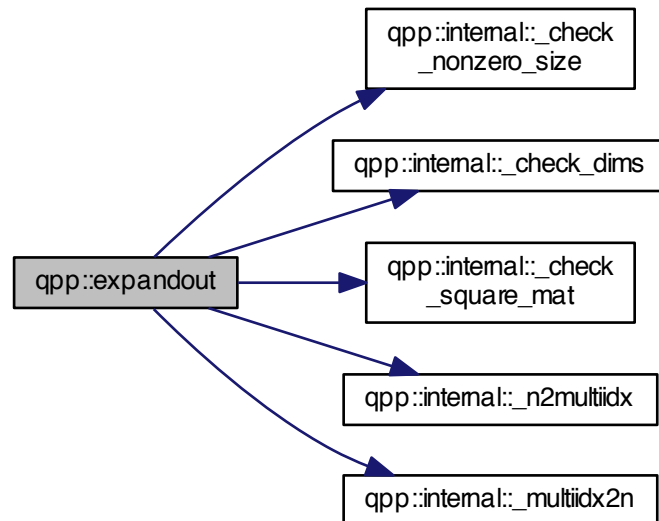 qpp::internal::_check
_nonzero_size
qpp::internal::_check_dims
qpp::expandout
qpp::internal::_check
_square_mat
qpp::internal::_n2multiidx
qpp::internal::_multiidx2n